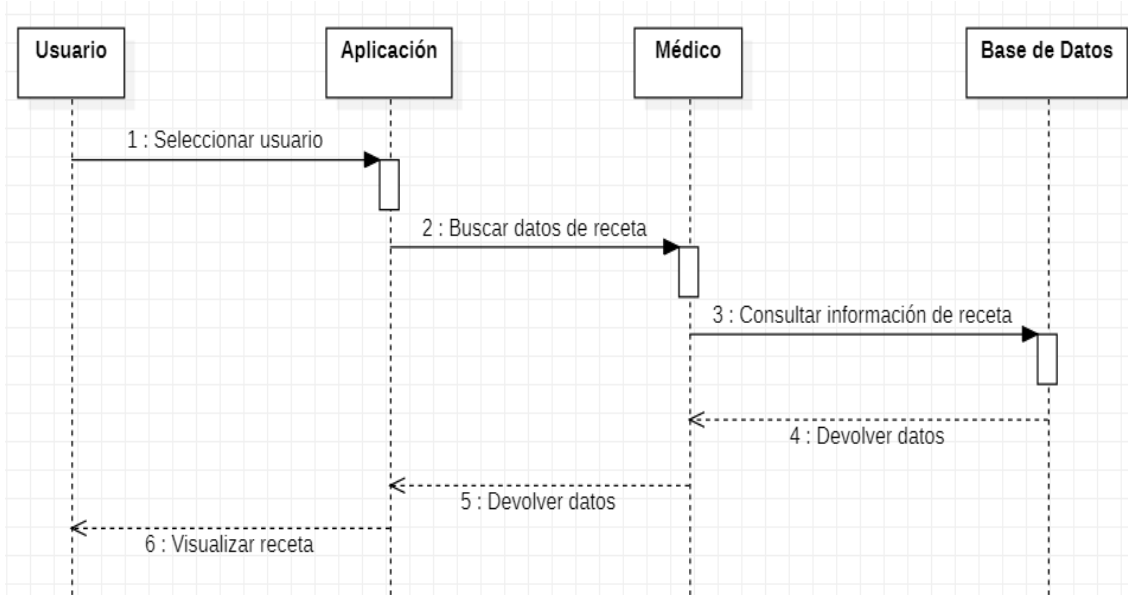 Usuario
Aplicación
Médico
Base de Datos
1 : Seleccionar usuario
2 : Buscar datos de receta
3 : Consultar información de receta
4 : Devolver datos
5 : Devolver datos
6 : Visualizar receta